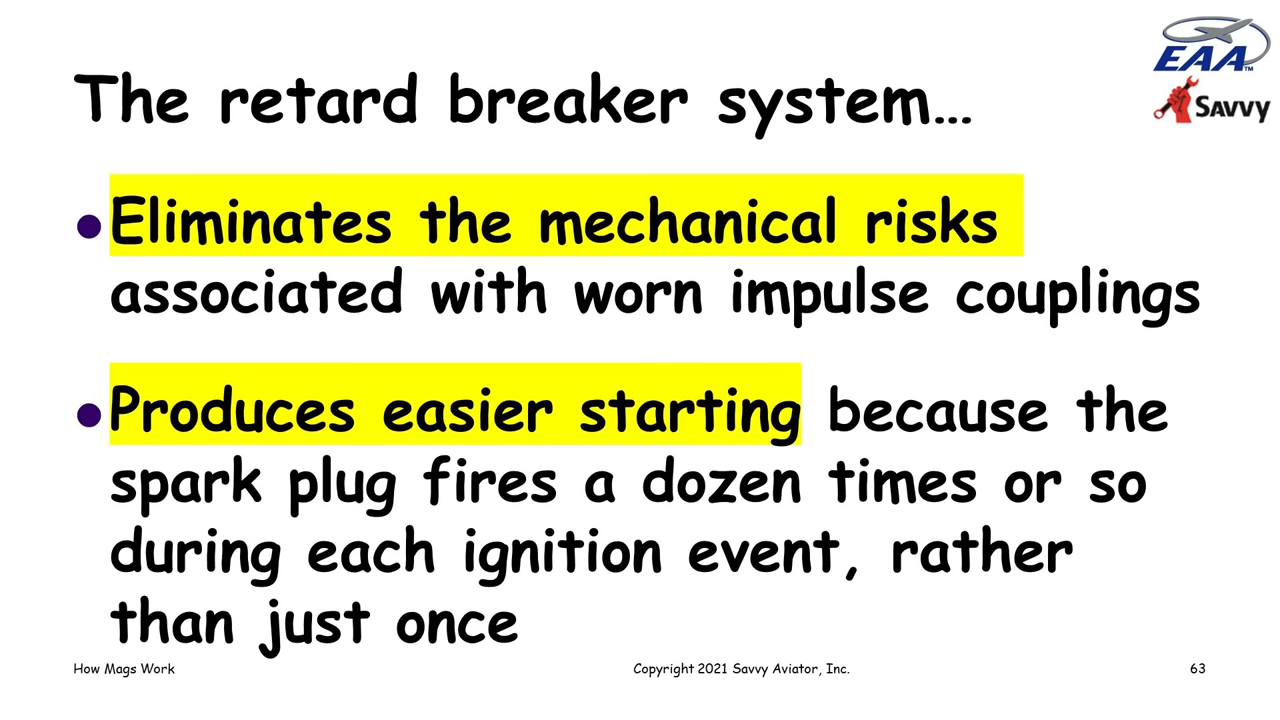 EAA™
SAVVY
The retard breaker system…
● Eliminates the mechanical risks
associated with worn impulse couplings
● Produces easier starting because the
spark plug fires a dozen times or so
during each ignition event, rather
than just once
How Mags Work
Copyright 2021 Savvy Aviator, Inc.
63